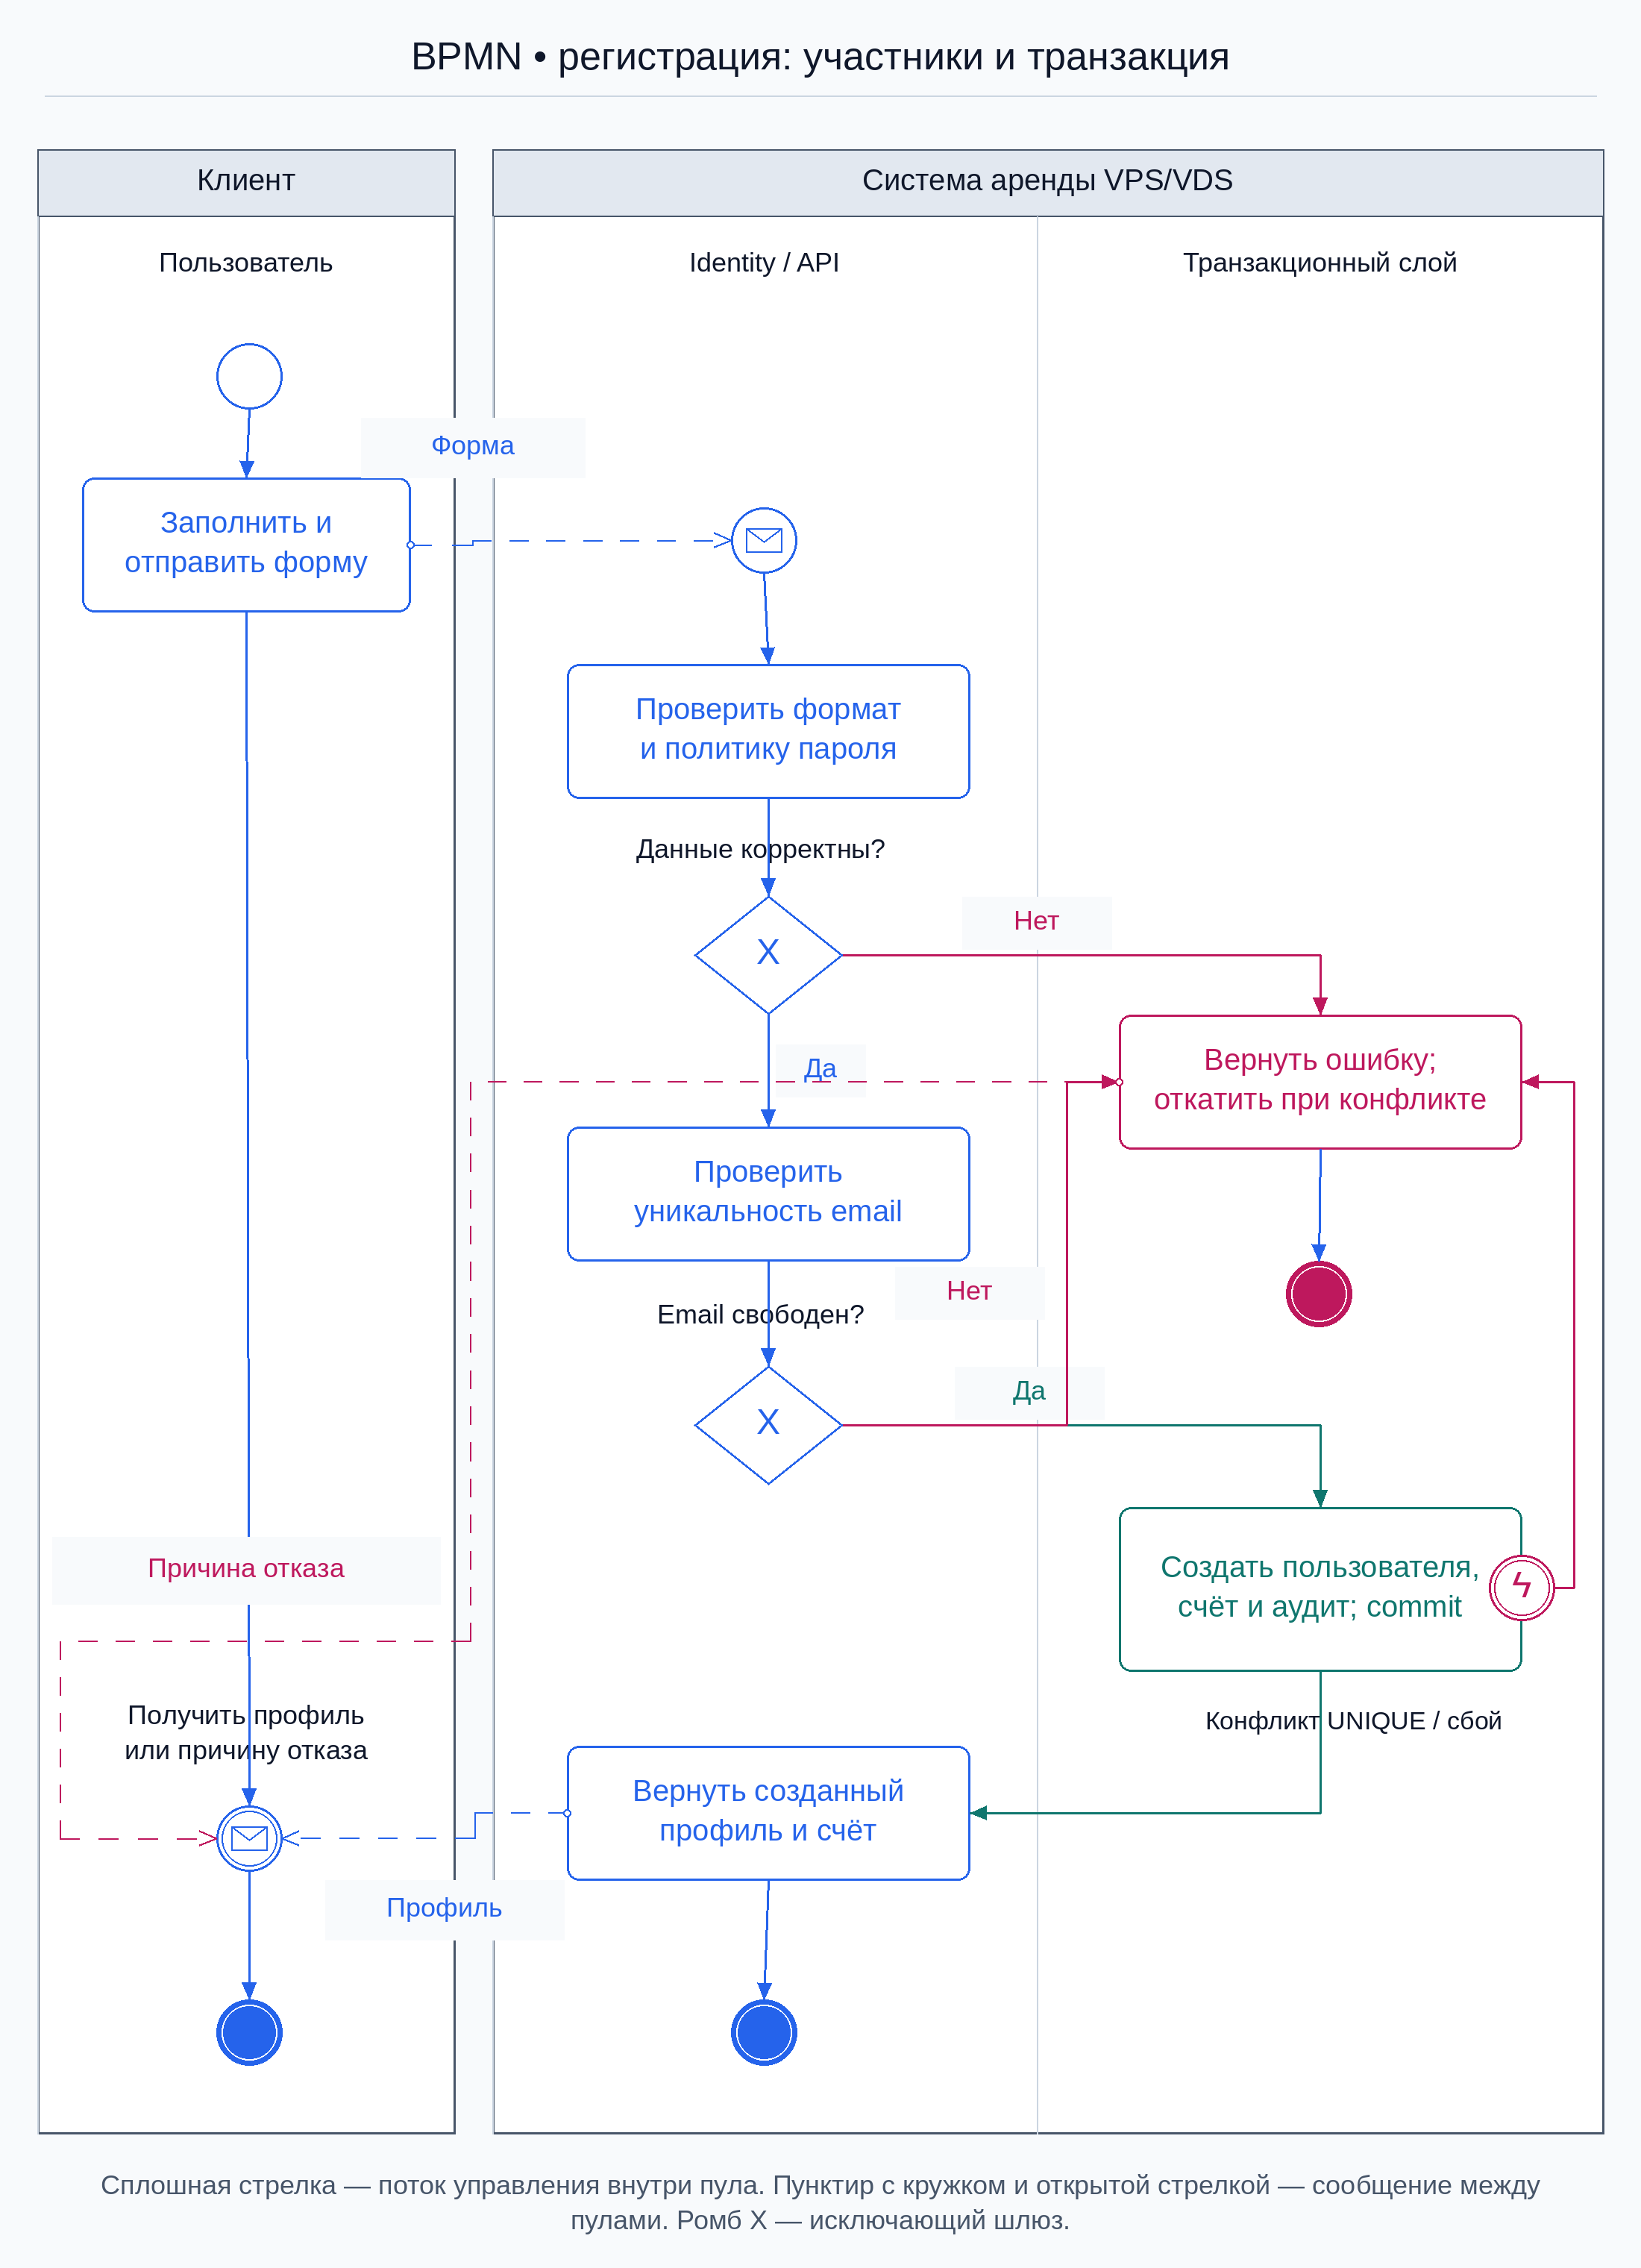 BPMN • регистрация: участники и транзакция
Клиент
Система аренды VPS/VDS
Пользователь
Identity / API
Транзакционный слой
Форма
Заполнить и
отправить форму
Проверить формат
и политику пароля
Данные корректны?
Нет
X
Да
Вернуть ошибку;
откатить при конфликте
Проверить
уникальность email
Нет
Email свободен?
Да
X
Причина отказа
Создать пользователя,
счёт и аудит; commit
Получить профиль
или причину отказа
Конфликт UNIQUE / сбой
Вернуть созданный
профиль и счёт
Профиль
Сплошная стрелка — поток управления внутри пула. Пунктир с кружком и открытой стрелкой — сообщение между
пулами. Ромб X — исключающий шлюз.